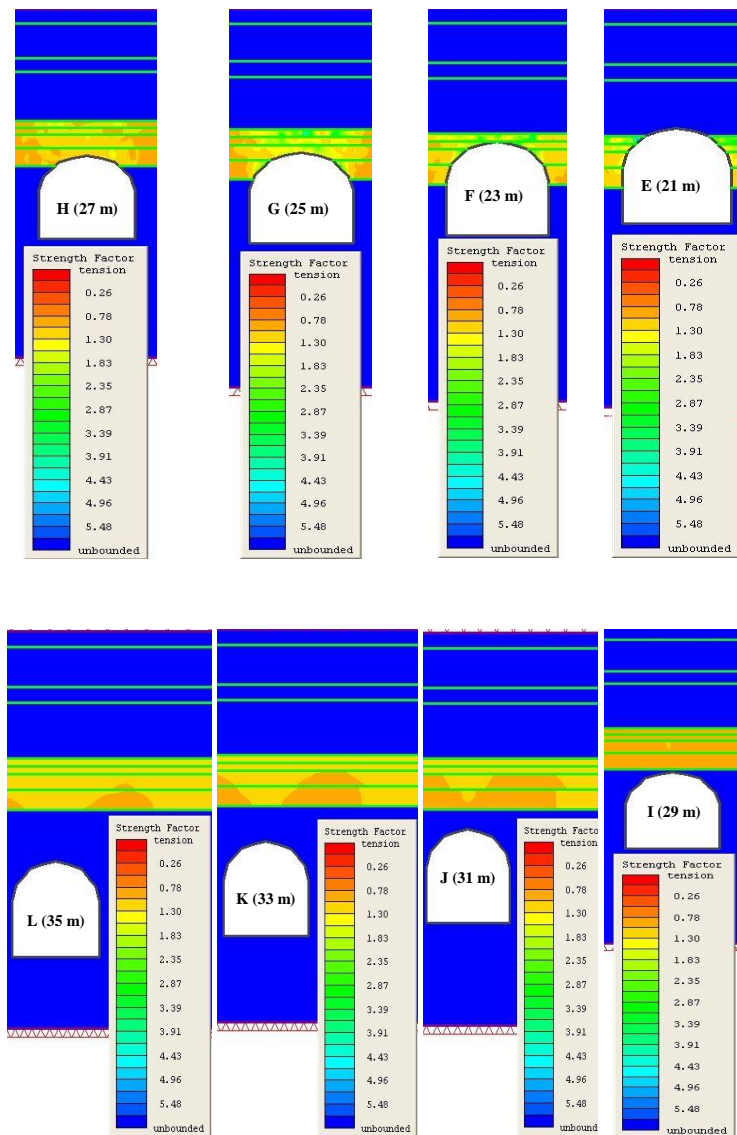 H (27 m)
Strength Factor
tension
0.26
0.78
1.30
1.83
2.35
2.87
3.39
3.91
4.43
4.96
5.48
unbounded
G (25 m)
Strength Factor
tension
0.26
0.78
1.30
1.83
2.35
2.87
3.39
3.91
4.43
4.96
5.48
unbounded
F (23 m)
Strength Factor
tension
0.26
0.78
1.30
1.83
2.35
2.87
3.39
3.91
4.43
4.96
5.48
unbounded
E (21 m)
Strength Factor
tension
0.26
0.78
1.30
1.83
2.35
2.87
3.39
3.91
4.43
4.96
5.48
unbounded
L (35 m)
Strength Factor
tension
0.26
0.78
1.30
1.83
2.35
2.87
3.39
3.91
4.43
4.96
5.48
unbounded
K (33 m)
Strength Factor
tension
0.26
0.78
1.30
1.83
2.35
2.87
3.39
3.91
4.43
4.96
5.48
unbounded
J (31 m)
Strength Facto
tension
0.26
0.78
1.30
1.83
2.35
2.87
3.39
3.91
4.43
4.96
5.48
unbounded
I (29 m)
Strength Factor
tension
0.26
0.78
1.30
1.83
2.35
2.87
3.39
3.91
4.43
4.96
5.48
unbounded